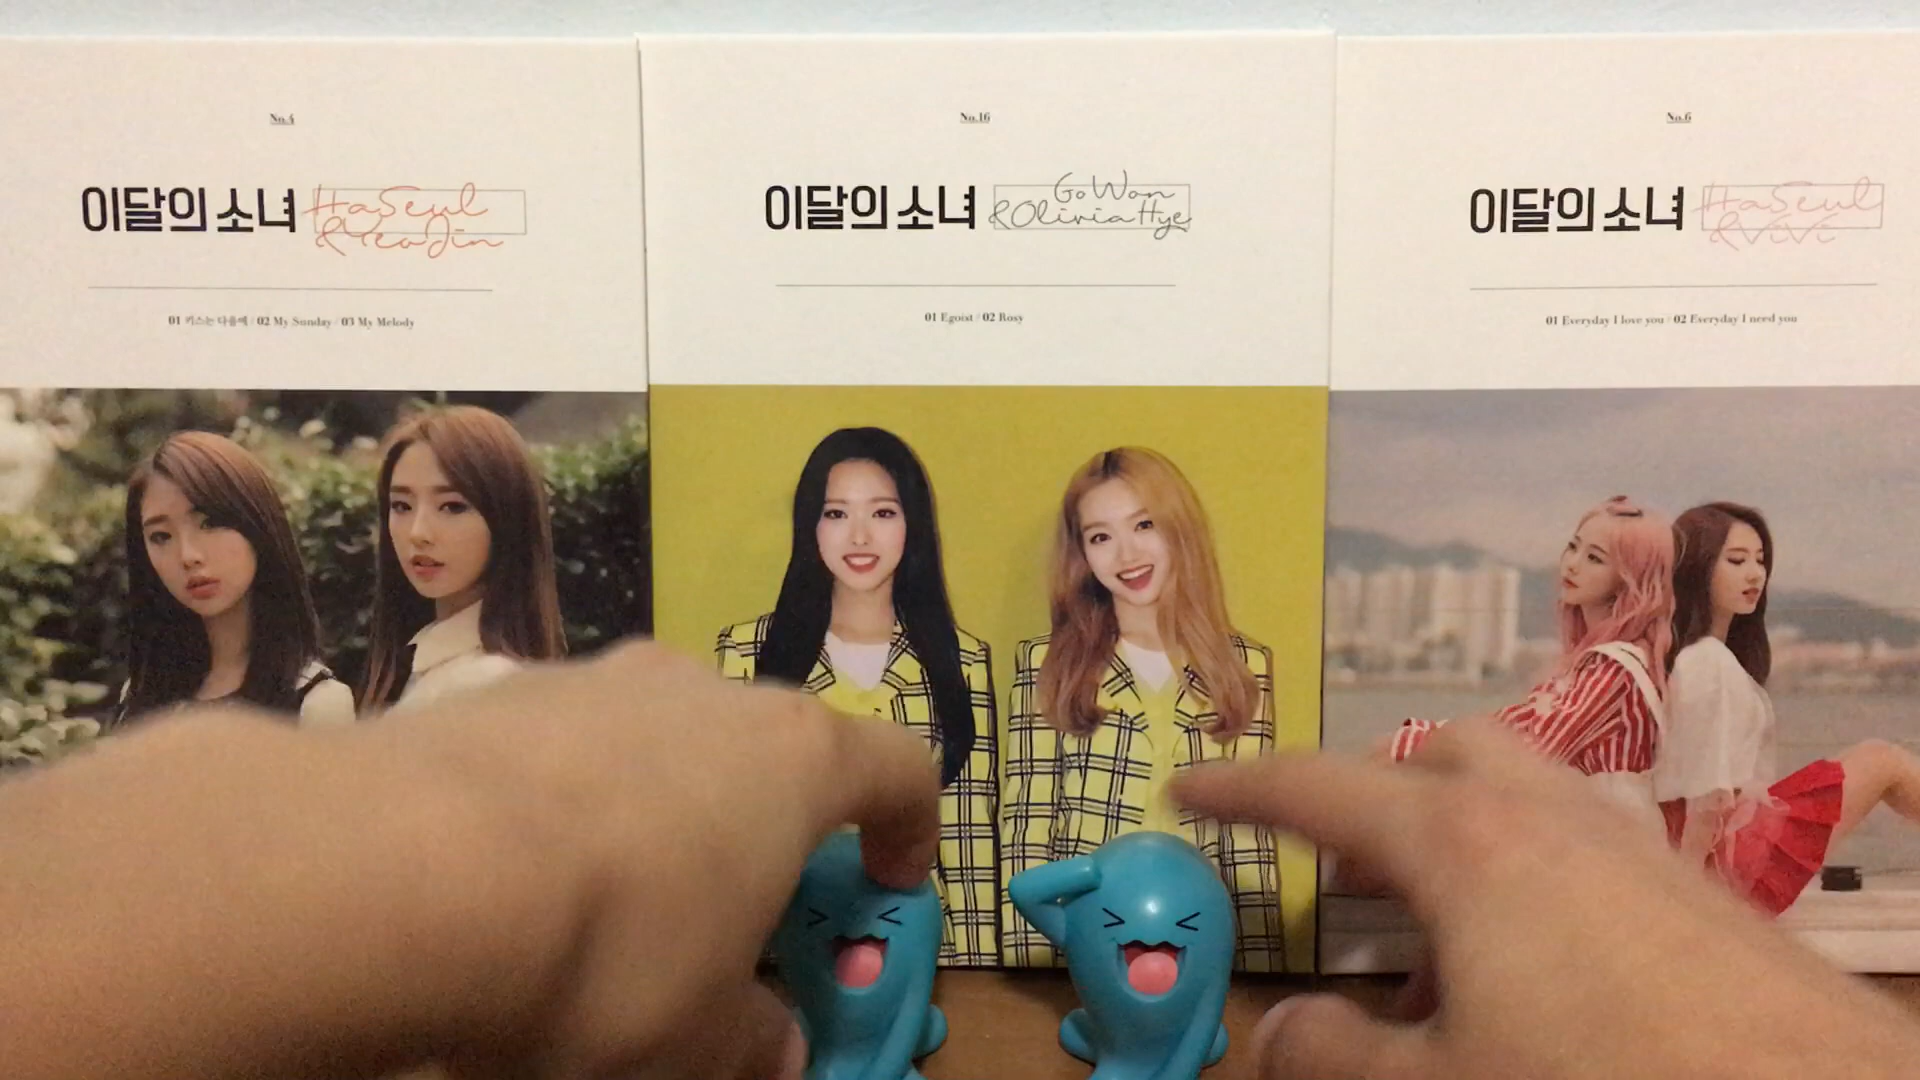 No.4
이달의 소녀 HaSeul
&YeoJin
01 키스는 다음에 / 02 My Sunday / 03 My Melody
No.16
이달의 소녀 GoWon
&Olivia Hye
01 Egoist / 02 Rosy
No.6
이달의 소녀 HaSeul
&ViVi
01 Everyday I love you / 02 Everyday I need you